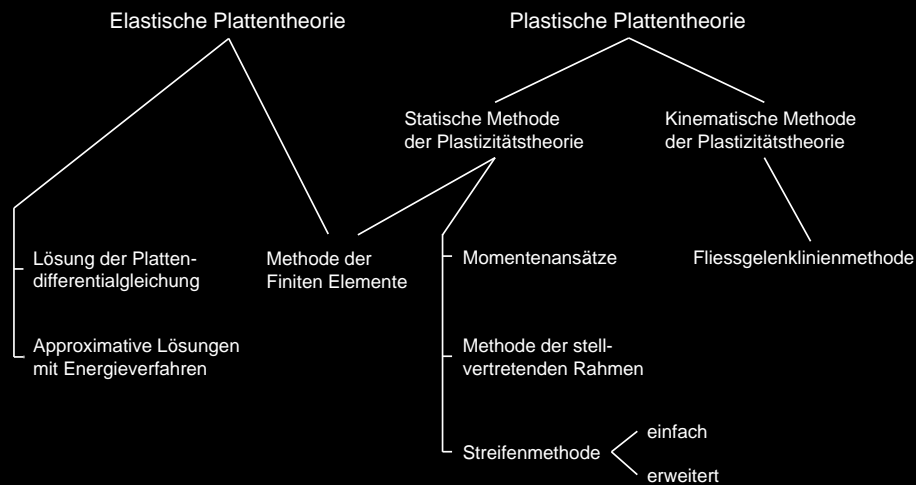 Elastische Plattentheorie
Plastische Plattentheorie
Statische Methode
der Plastizitätstheorie
Kinematische Methode
der Plastizitätstheorie
Lösung der Platten-
differentialgleichung
Methode der
Finiten Elemente
Momentenansätze
Fliessgelenklinienmethode
Approximative Lösungen
mit Energieverfahren
Methode der stell-
vertretenden Rahmen
Streifenmethode
einfach
erweitert